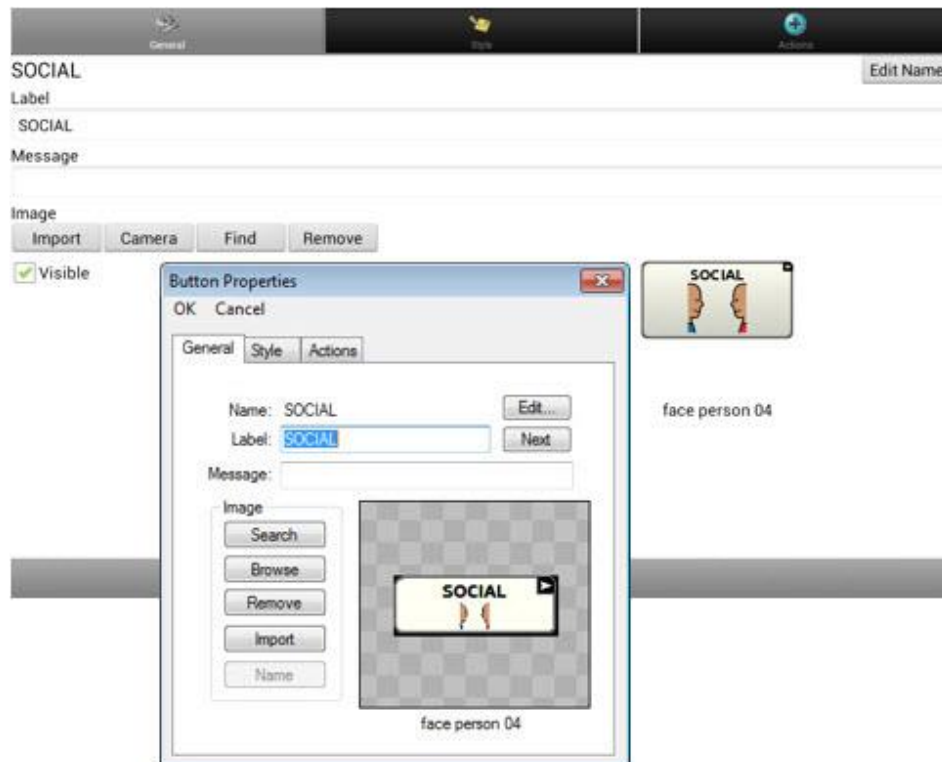 General Style Actions
SOCIAL Edit Name
Label
SOCIAL
Message
Image
Import Camera Find Remove
Visible
SOCIAL
face person 04
Button Properties
OK Cancel
General Style Actions
Name: SOCIAL Edit...
Label: SOCIAL Next
Message:
Image
Search
Browse
Remove
Import
Name
SOCIAL
face person 04